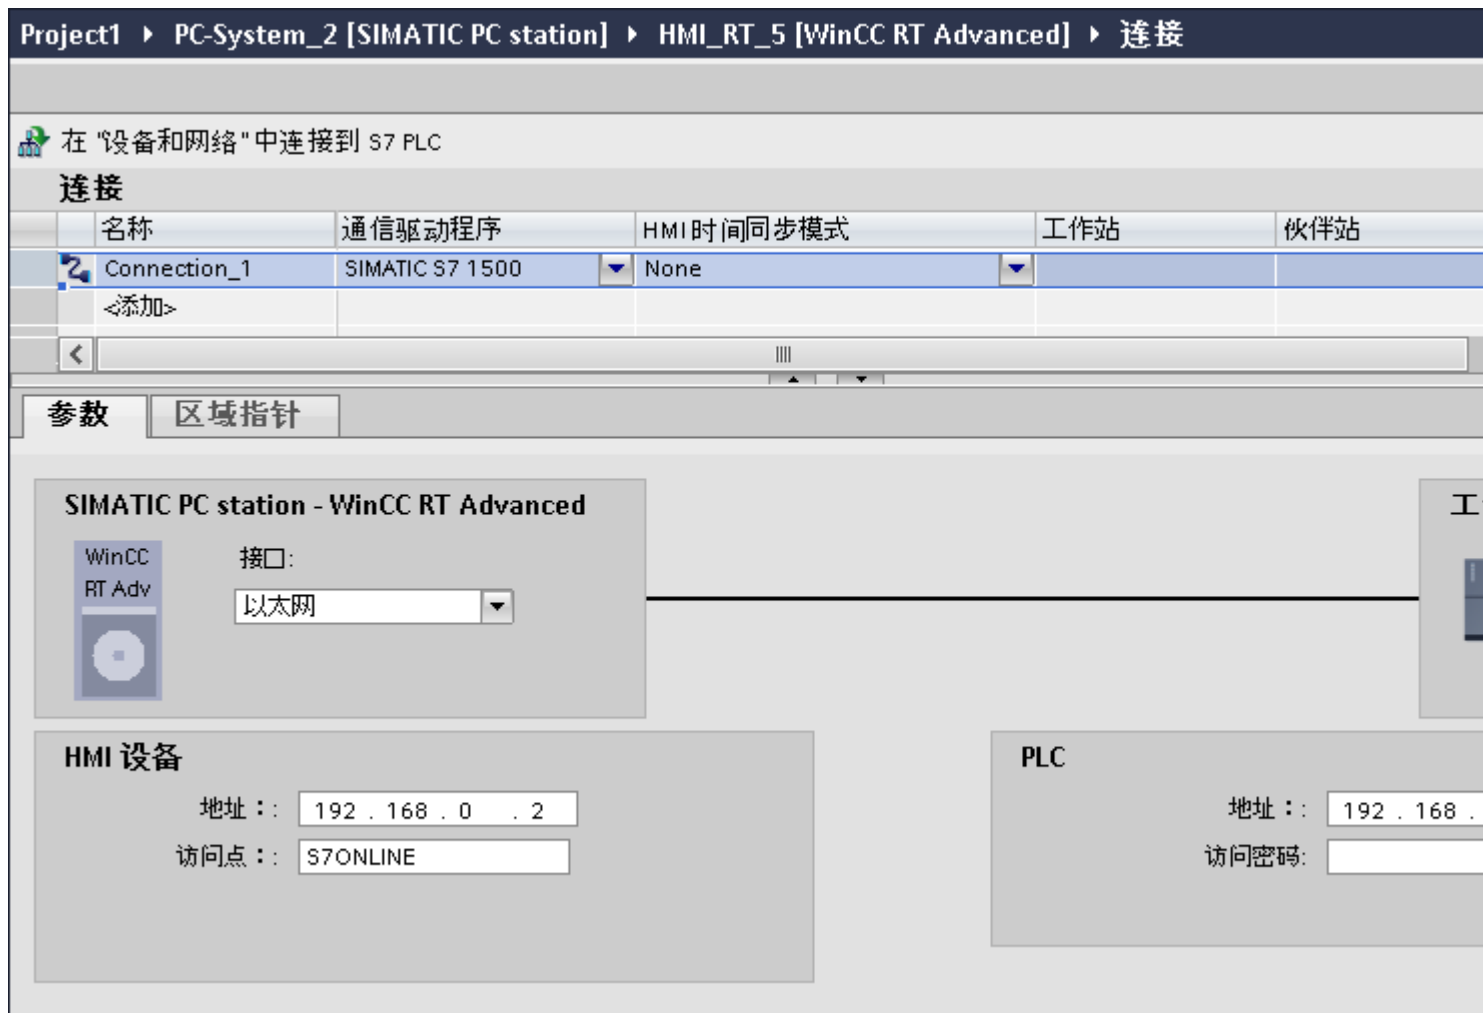 Project1 ▸ PC-System_2 [SIMATIC PC station] ▸ HMI_RT_5 [WinCC RT Advanced] ▸ 连接
在 "设备和网络" 中连接到 S7 PLC
连接
名称 通信驱动程序 HMI 时间同步模式 工作站 伙伴站
Connection_1 SIMATIC S7 1500 None
<添加>
参数 区域指针
SIMATIC PC station - WinCC RT Advanced 工
WinCC
RT Adv
接口:
以太网
HMI 设备
地址：: 192 . 168 . 0 . 2
访问点：: S7ONLINE
PLC
地址：: 192 . 168 .
访问密码: